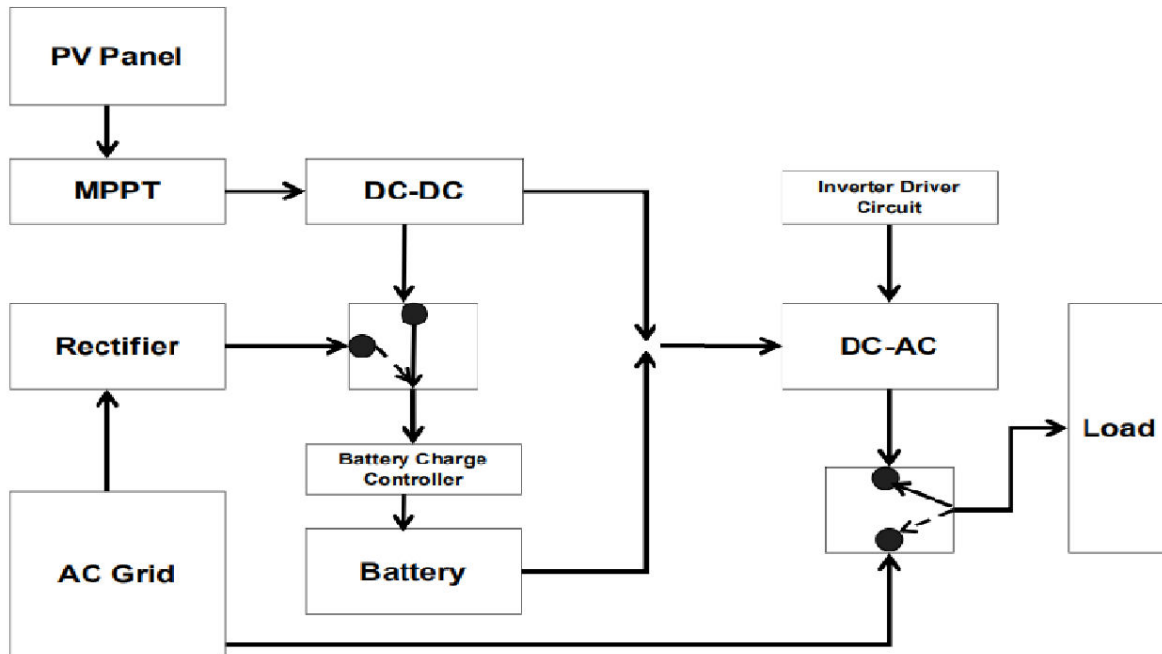 PV Panel
MPPT
DC-DC
Inverter Driver
Circuit
Rectifier
DC-AC
Load
Battery Charge
Controller
AC Grid
Battery